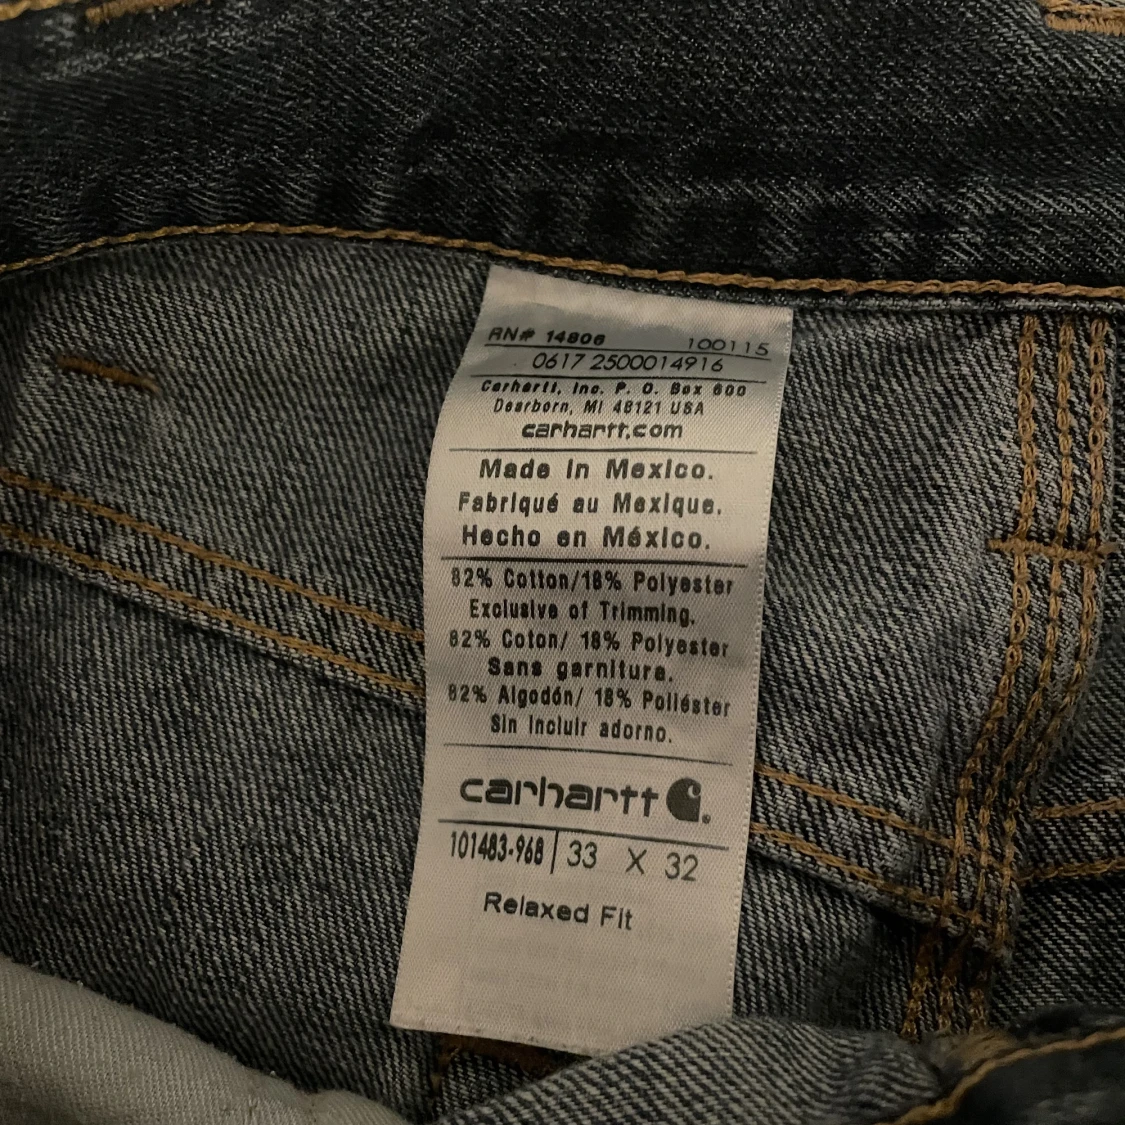 RN# 14806 100115
0617 2500014916
Carhartt, Inc. P. O. Box 600
Dearborn, MI 48121 USA
carhartt.com
Made in Mexico.
Fabriqué au Mexique.
Hecho en México.
82% Cotton/18% Polyester
Exclusive of Trimming.
82% Coton/ 18% Polyester
Sans garniture.
82% Algodón/ 18% Poliéster
Sin incluir adorno.
carhartt
101483-968 | 33 X 32
Relaxed Fit